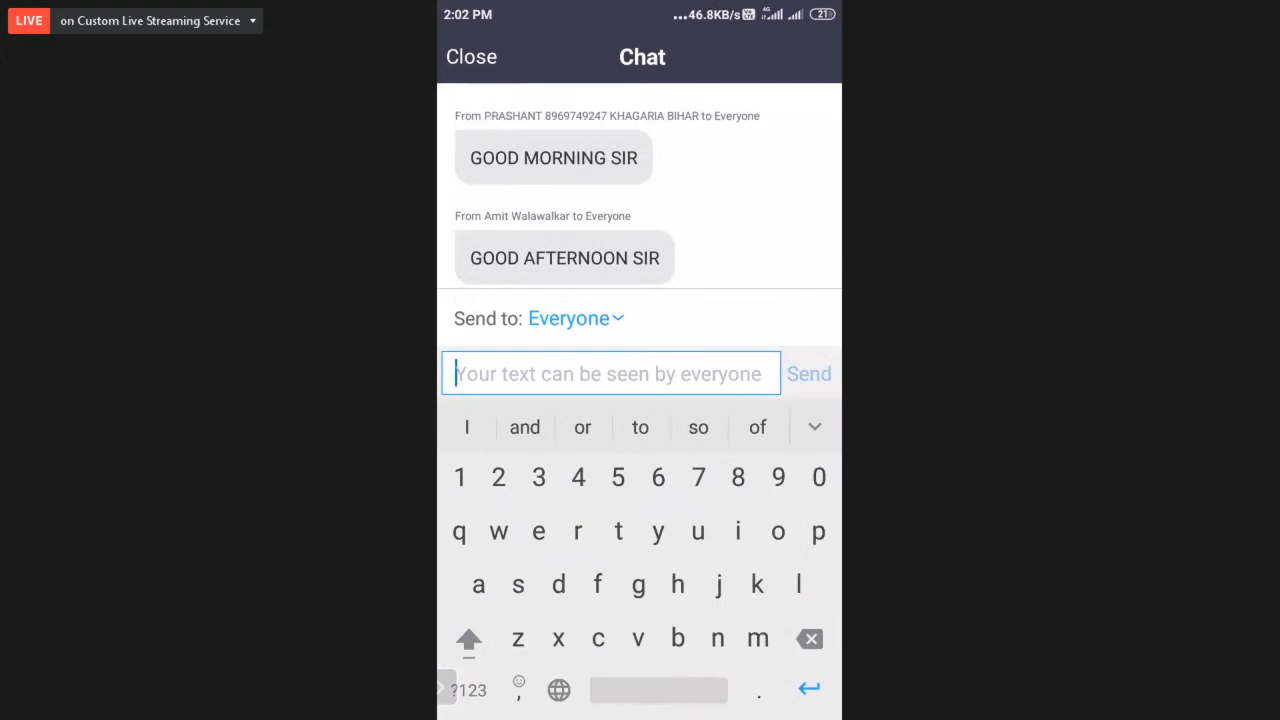 LIVE on Custom Live Streaming Service
2:02 PM ...46.8KB/s Vo LTE 4G 21
Close Chat
From PRASHANT 8969749247 KHAGARIA BIHAR to Everyone
GOOD MORNING SIR
From Amit Walawalkar to Everyone
GOOD AFTERNOON SIR
Send to: Everyone
Your text can be seen by everyone Send
I and or to so of
1 2 3 4 5 6 7 8 9 0
q w e r t y u i o p
a s d f g h j k l
z x c v b n m
?123 , .